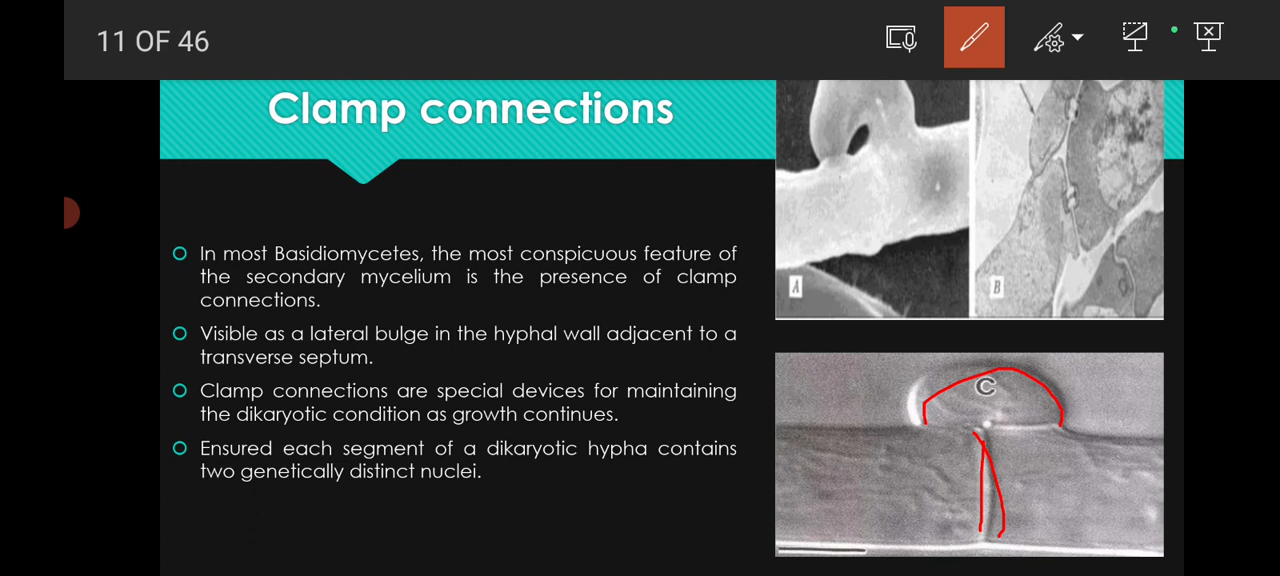 11 OF 46
Clamp connections
In most Basidiomycetes, the most conspicuous feature of
the secondary mycelium is the presence of clamp
connections.
Visible as a lateral bulge in the hyphal wall adjacent to a
transverse septum.
Clamp connections are special devices for maintaining
the dikaryotic condition as growth continues.
Ensured each segment of a dikaryotic hypha contains
two genetically distinct nuclei.
A
B
C